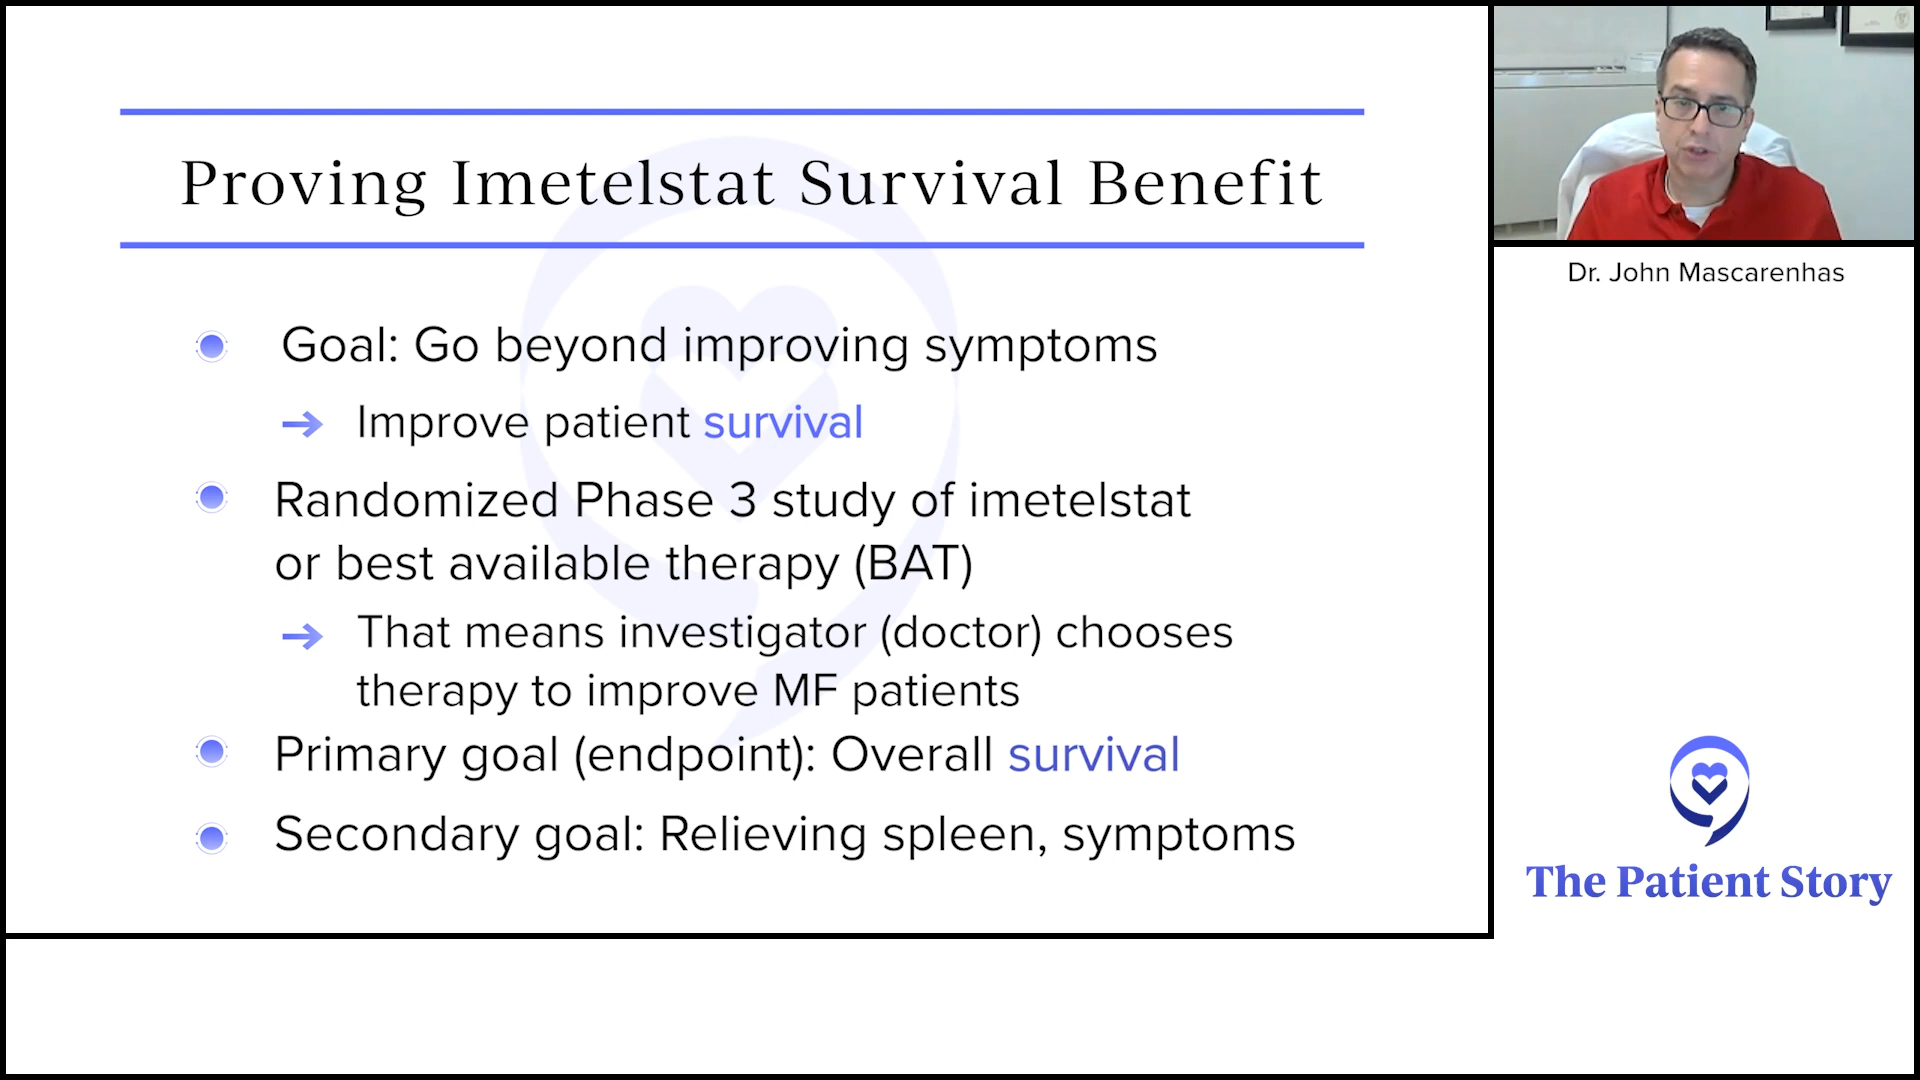 Proving Imetelstat Survival Benefit
Goal: Go beyond improving symptoms
Improve patient survival
Randomized Phase 3 study of imetelstat
or best available therapy (BAT)
That means investigator (doctor) chooses
therapy to improve MF patients
Primary goal (endpoint): Overall survival
Secondary goal: Relieving spleen, symptoms
Dr. John Mascarenhas
The Patient Story